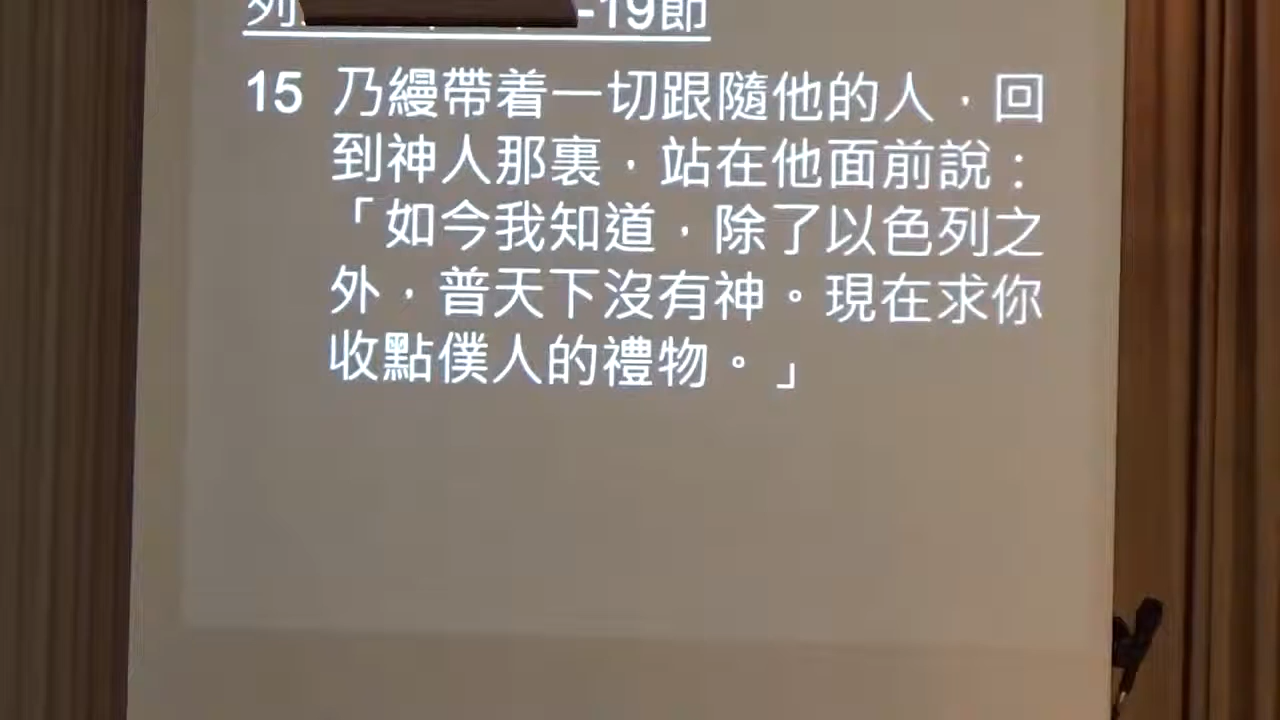 列 -19節
15 乃縵帶着一切跟隨他的人，回
到神人那裏，站在他面前說：
「如今我知道，除了以色列之
外，普天下沒有神。現在求你
收點僕人的禮物。」